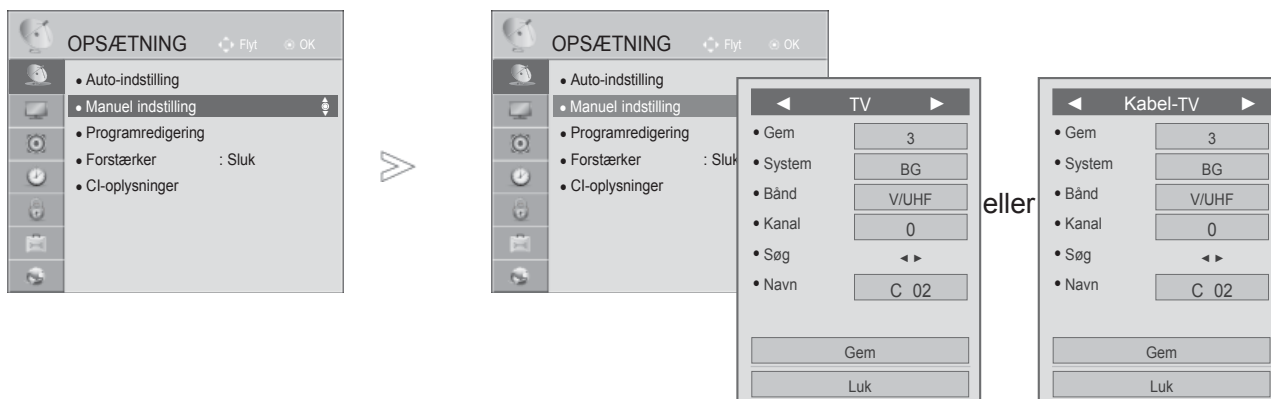 OPSÆTNING Flyt OK
• Auto-indstilling
• Manuel indstilling
• Programredigering
• Forstærker : Sluk
• CI-oplysninger
OPSÆTNING Flyt OK
• Auto-indstilling
• Manuel indstilling
• Programredigering
• Forstærker : Sluk
• CI-oplysninger
◄ TV ►
• Gem 3
• System BG
• Bånd V/UHF
• Kanal 0
• Søg ◄ ►
• Navn C 02
Gem
Luk
eller
◄ Kabel-TV ►
• Gem 3
• System BG
• Bånd V/UHF
• Kanal 0
• Søg ◄ ►
• Navn C 02
Gem
Luk